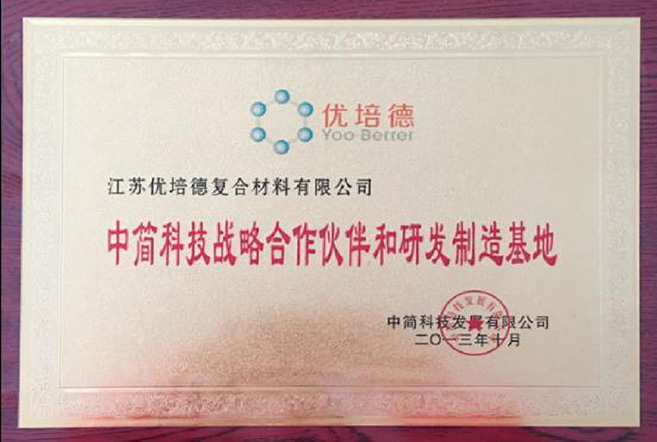 优培德
Yoo Berrer
江苏优培德复合材料有限公司
中简科技战略合作伙伴和研发制造基地
中简科技发展有限公司
二〇一三年十月